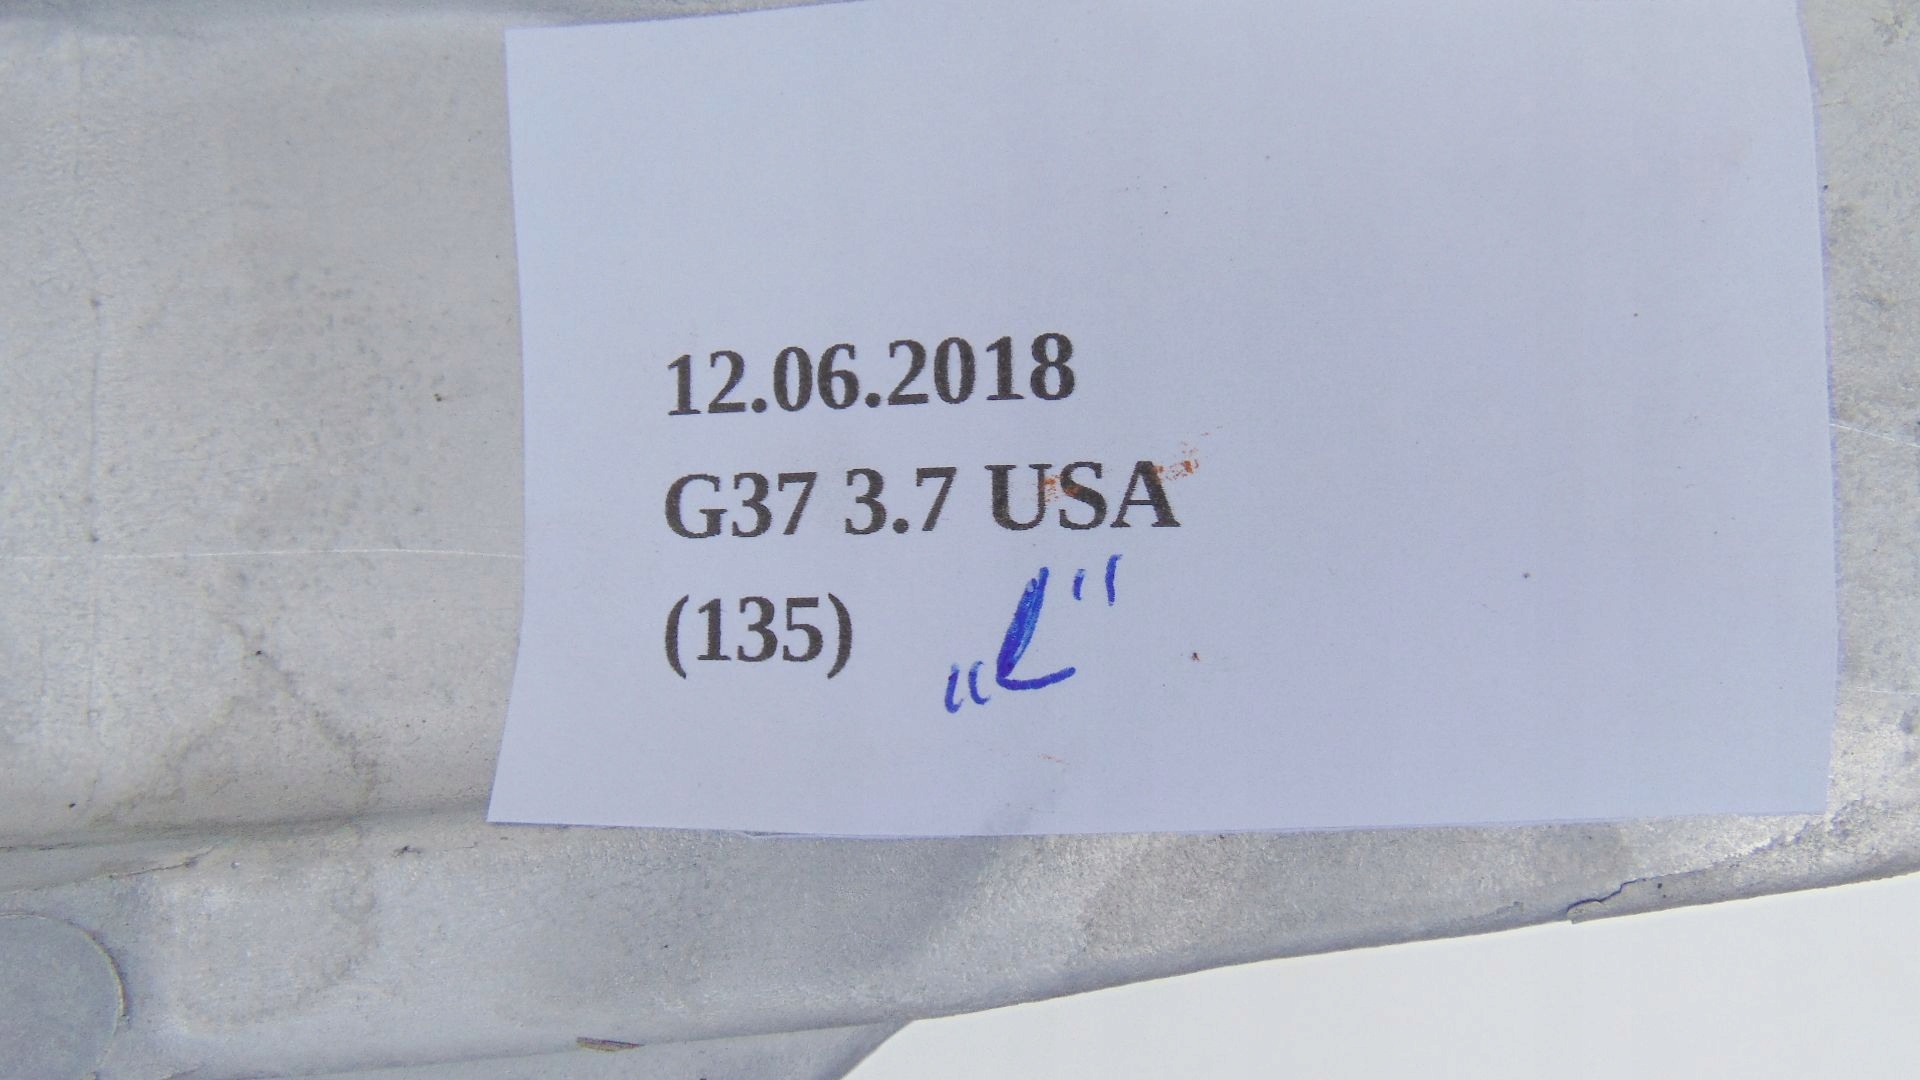 12.06.2018
G37 3.7 USA
(135) „L"